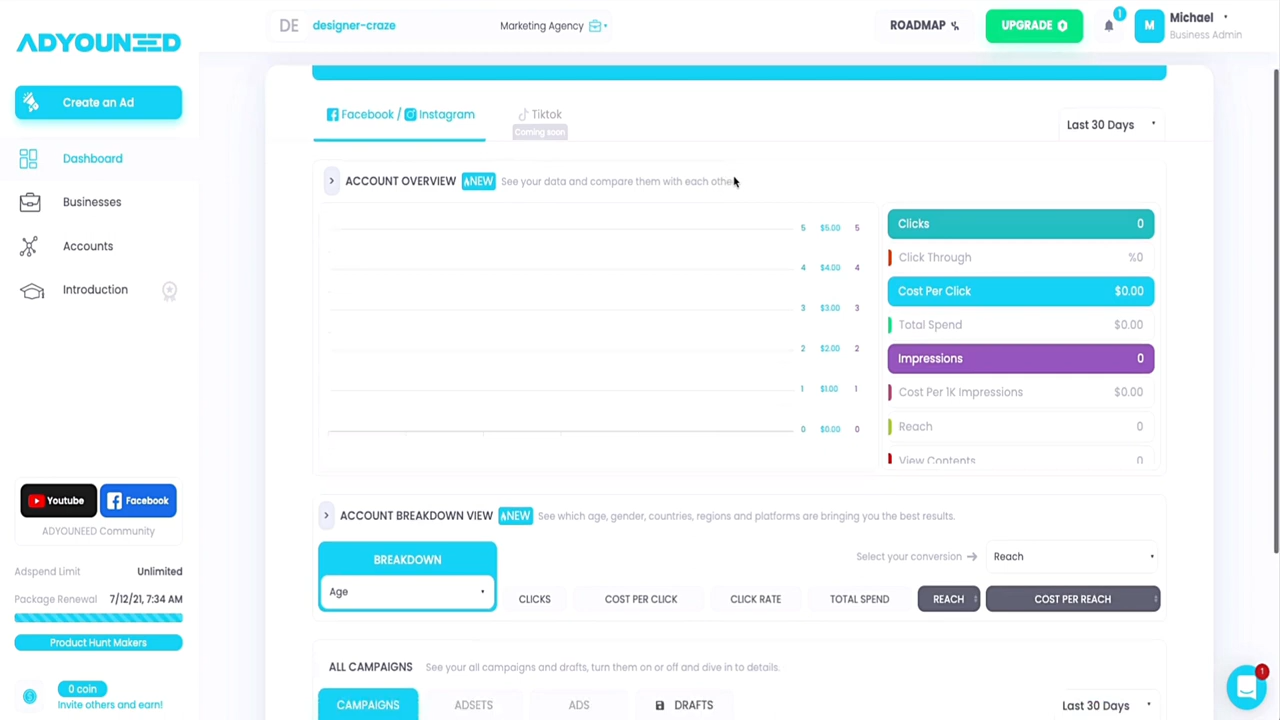 DE designer-craze
Marketing Agency
ROADMAP
UPGRADE
1
M
Michael
Business Admin
ADYOUNEED
Create an Ad
Dashboard
Businesses
Accounts
Introduction
Youtube
Facebook
ADYOUNEED Community
Adspend Limit Unlimited
Package Renewal 7/12/21, 7:34 AM
Product Hunt Makers
0 coin
Invite others and earn!
Facebook / Instagram
Tiktok
Coming soon
Last 30 Days
ACCOUNT OVERVIEW NEW See your data and compare them with each other
5 $5.00 5
4 $4.00 4
3 $3.00 3
2 $2.00 2
1 $1.00 1
0 $0.00 0
Clicks 0
Click Through %0
Cost Per Click $0.00
Total Spend $0.00
Impressions 0
Cost Per 1K Impressions $0.00
Reach 0
View Contents 0
ACCOUNT BREAKDOWN VIEW NEW See which age, gender, countries, regions and platforms are bringing you the best results.
BREAKDOWN
Age
Select your conversion → Reach
CLICKS COST PER CLICK CLICK RATE TOTAL SPEND REACH COST PER REACH
ALL CAMPAIGNS See your all campaigns and drafts, turn them on or off and dive in to details.
CAMPAIGNS ADSETS ADS DRAFTS
Last 30 Days
1